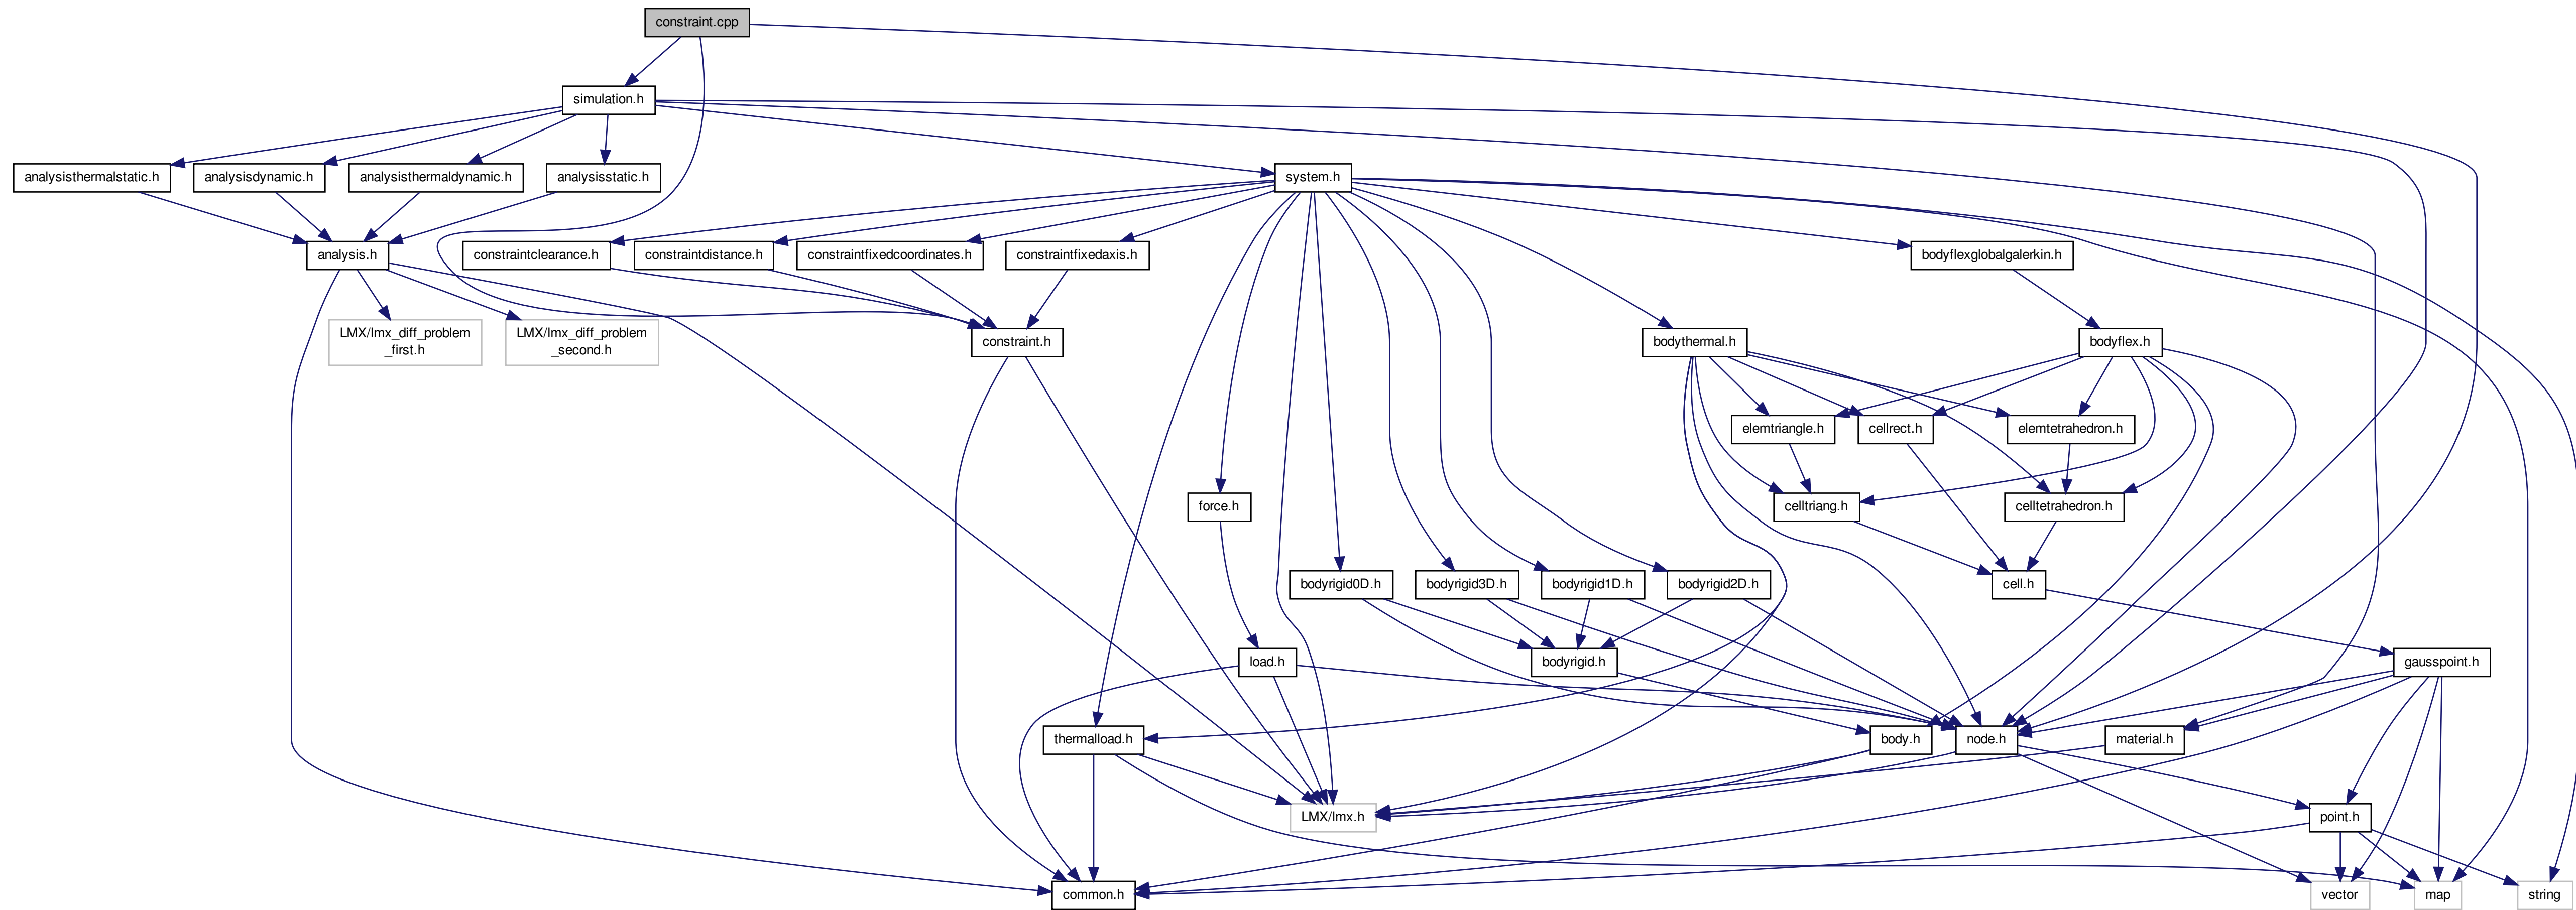 constraint.cpp
simulation.h
analysisthermalstatic.h
analysisdynamic.h
analysisthermaldynamic.h
analysisstatic.h
system.h
analysis.h
constraintclearance.h
constraintdistance.h
constraintfixedcoordinates.h
constraintfixedaxis.h
bodyflexglobalgalerkin.h
LMX/lmx_diff_problem
_first.h
LMX/lmx_diff_problem
_second.h
constraint.h
bodythermal.h
bodyflex.h
elemtriangle.h
cellrect.h
elemtetrahedron.h
force.h
celltriang.h
celltetrahedron.h
bodyrigid0D.h
bodyrigid3D.h
bodyrigid1D.h
bodyrigid2D.h
cell.h
load.h
bodyrigid.h
gausspoint.h
thermalload.h
body.h
node.h
material.h
LMX/lmx.h
point.h
common.h
vector
map
string